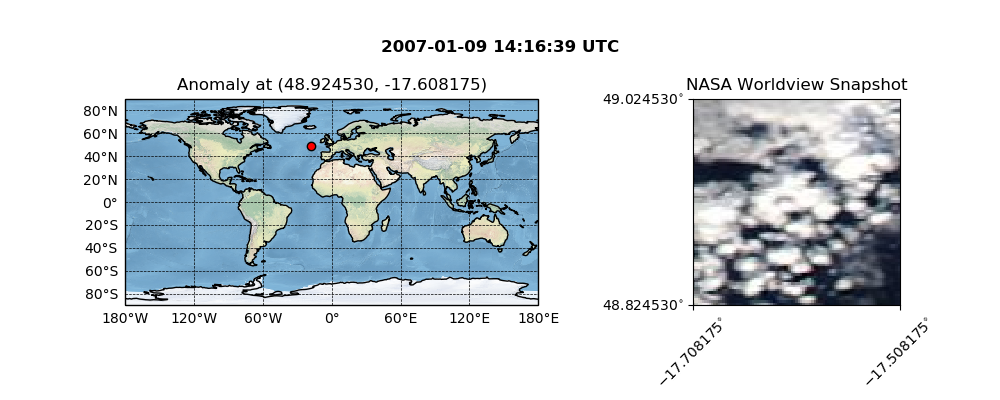 2007-01-09 14:16:39 UTC
Anomaly at (48.924530, -17.608175)
80°N
60°N
40°N
20°N
0°
20°S
40°S
60°S
80°S
180°W 120°W 60°W 0° 60°E 120°E 180°E
NASA Worldview Snapshot
49.024530°
48.824530°
−17.708175°
−17.508175°